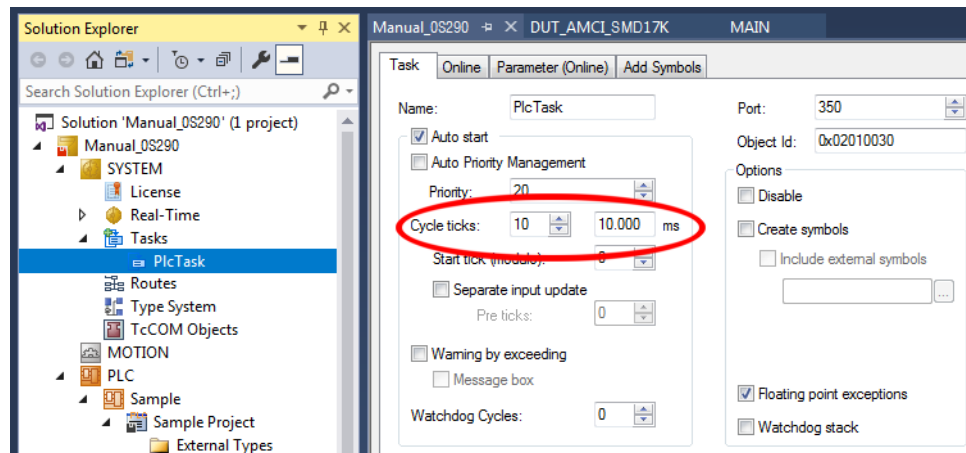 Solution Explorer
Search Solution Explorer (Ctrl+;)
Solution 'Manual_0S290' (1 project)
Manual_0S290
SYSTEM
License
Real-Time
Tasks
PlcTask
Routes
Type System
TcCOM Objects
MOTION
PLC
Sample
Sample Project
External Types
Manual_0S290 DUT_AMCI_SMD17K MAIN
Task Online Parameter (Online) Add Symbols
Name: PlcTask
Auto start
Auto Priority Management
Priority: 20
Cycle ticks: 10 10.000 ms
Start tick (modulo): 0
Separate input update
Pre ticks: 0
Warning by exceeding
Message box
Watchdog Cycles: 0
Port: 350
Object Id: 0x02010030
Options
Disable
Create symbols
Include external symbols
...
Floating point exceptions
Watchdog stack